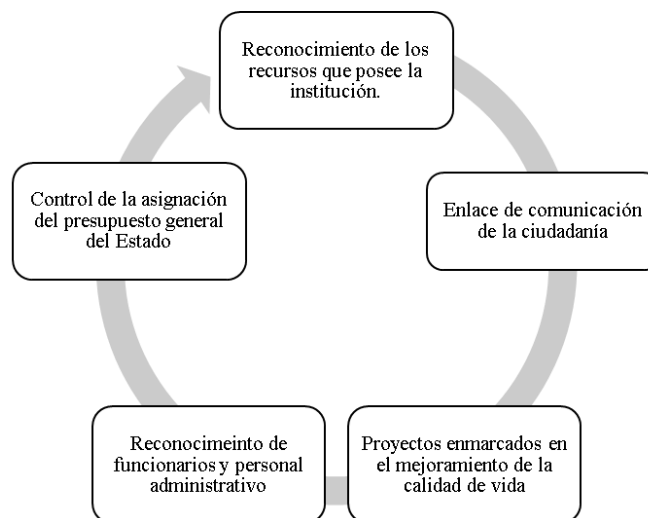 Reconocimiento de los
recursos que posee la
institución.
Enlace de comunicación
de la ciudadanía
Proyectos enmarcados en
el mejoramiento de la
calidad de vida
Reconocimeinto de
funcionarios y personal
administrativo
Control de la asignación
del presupuesto general
del Estado